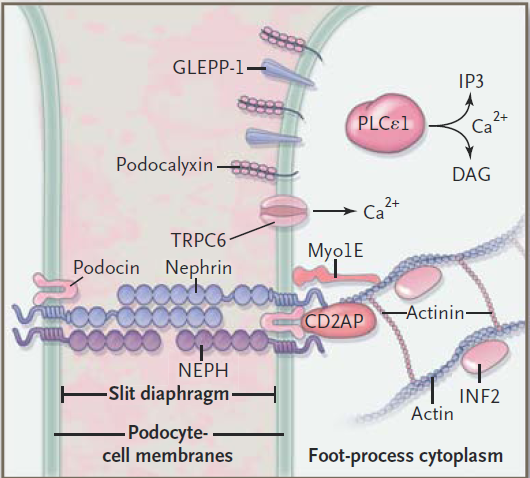 GLEPP-1
IP3
PLCε1
Ca2+
DAG
Podocalyxin
Ca2+
TRPC6
Myo1E
Podocin
Nephrin
CD2AP
Actinin
NEPH
Slit diaphragm
INF2
Actin
Podocyte-
cell membranes
Foot-process cytoplasm